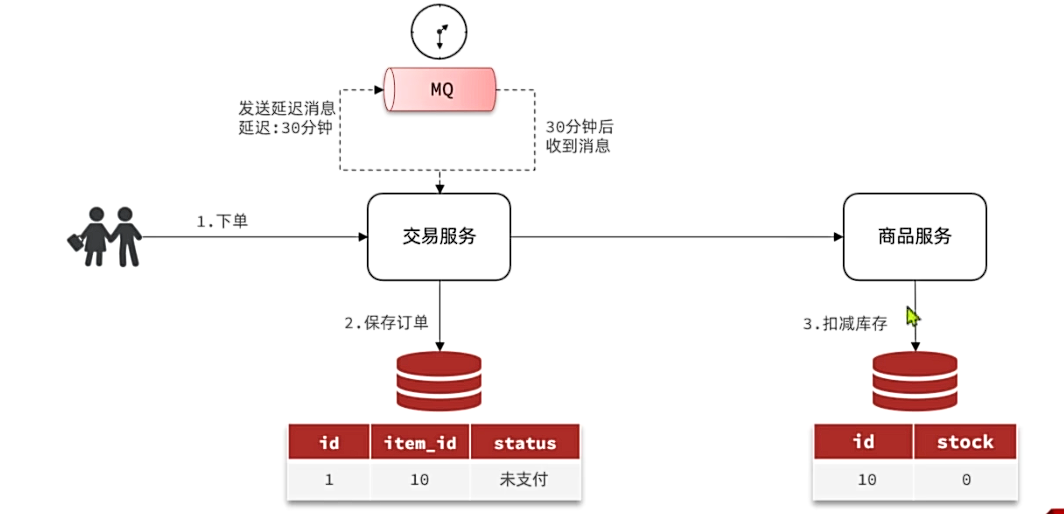 MQ
发送延迟消息
延迟:30分钟
30分钟后
收到消息
1.下单
交易服务
商品服务
2.保存订单
3.扣减库存
id item_id status
1 10 未支付
id stock
10 0